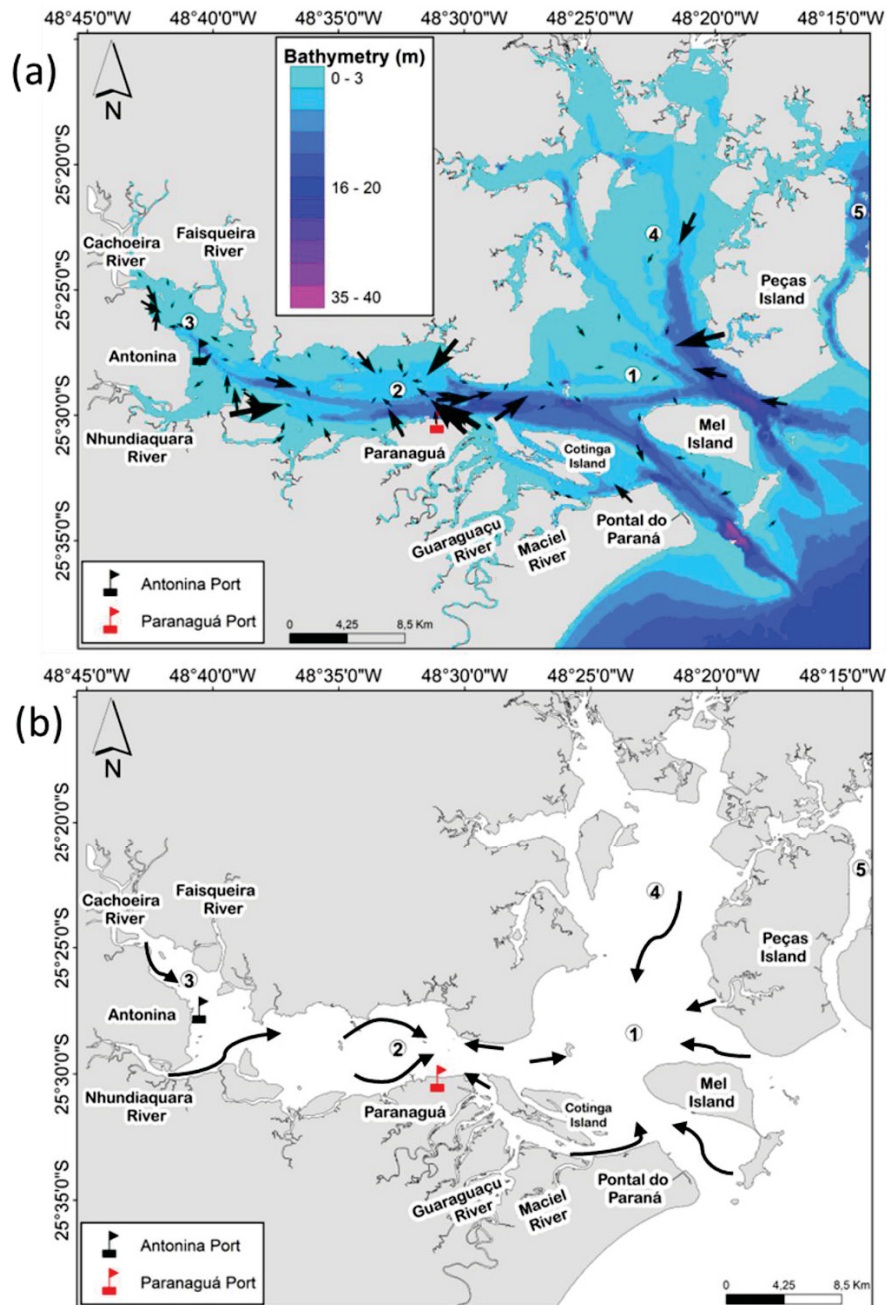 (a)
48°45'0"W 48°40'0"W 48°35'0"W 48°30'0"W 48°25'0"W 48°20'0"W 48°15'0"W
Bathymetry (m)
0 - 3
16 - 20
35 - 40
N
25°20'0"S
25°25'0"S
25°30'0"S
25°35'0"S
Cachoeira
River
Faisqueira
River
3
Antonina
Nhundiaquara
River
2
Paranaguá
4
5
Peças
Island
1
Mel
Island
Cotinga
Island
Guaraguaçu
River
Maciel
River
Pontal do
Paraná
Antonina Port
Paranaguá Port
0 4,25 8,5 Km
(b)
48°45'0"W 48°40'0"W 48°35'0"W 48°30'0"W 48°25'0"W 48°20'0"W 48°15'0"W
N
25°20'0"S
25°25'0"S
25°30'0"S
25°35'0"S
Cachoeira
River
Faisqueira
River
3
Antonina
Nhundiaquara
River
2
Paranaguá
4
5
Peças
Island
1
Mel
Island
Cotinga
Island
Guaraguaçu
River
Maciel
River
Pontal do
Paraná
Antonina Port
Paranaguá Port
0 4,25 8,5 Km